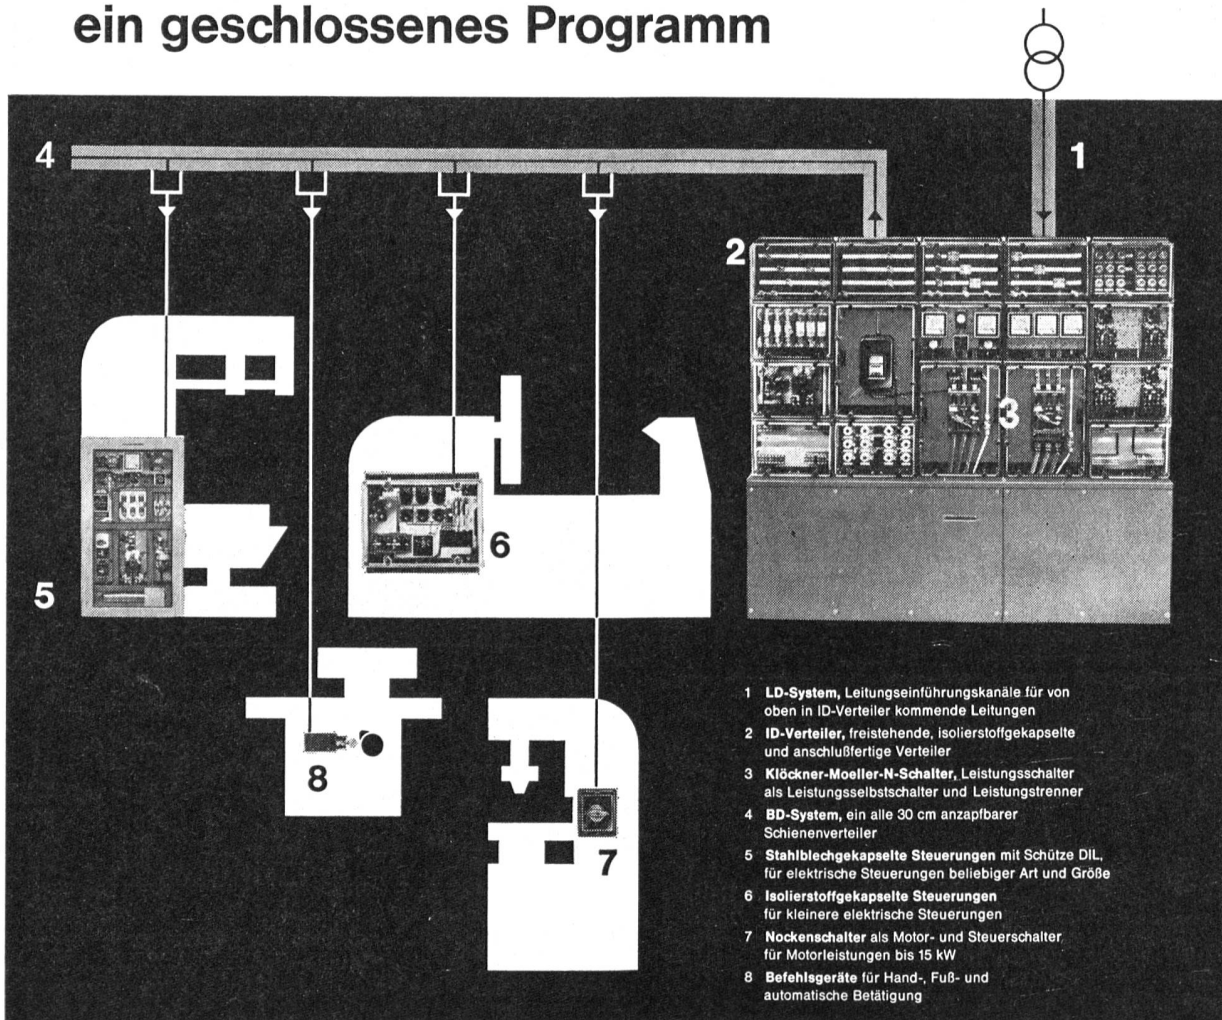 ein geschlossenes Programm
4
1
2
3
5
6
8
7
1 LD-System, Leitungseinführungskanäle für von
oben in ID-Verteiler kommende Leitungen
2 ID-Verteiler, freistehende, isolierstoffgekapselte
und anschlußfertige Verteiler
3 Klöckner-Moeller-N-Schalter, Leistungsschalter
als Leistungsselbstschalter und Leistungstrenner
4 BD-System, ein alle 30 cm anzapfbarer
Schienenverteiler
5 Stahlblechgekapselte Steuerungen mit Schütze DIL,
für elektrische Steuerungen beliebiger Art und Größe
6 Isolierstoffgekapselte Steuerungen
für kleinere elektrische Steuerungen
7 Nockenschalter als Motor- und Steuerschalter
für Motorleistungen bis 15 kW
8 Befehlsgeräte für Hand-, Fuß- und
automatische Betätigung